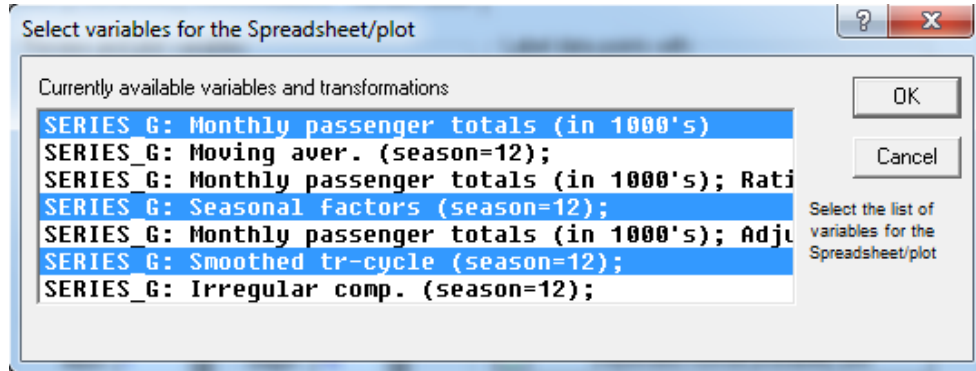 Select variables for the Spreadsheet/plot
Currently available variables and transformations
SERIES_G: Monthly passenger totals (in 1000's)
SERIES_G: Moving aver. (season=12);
SERIES_G: Monthly passenger totals (in 1000's); Rati
SERIES_G: Seasonal factors (season=12);
SERIES_G: Monthly passenger totals (in 1000's); Adju
SERIES_G: Smoothed tr-cycle (season=12);
SERIES_G: Irregular comp. (season=12);
OK
Cancel
Select the list of
variables for the
Spreadsheet/plot